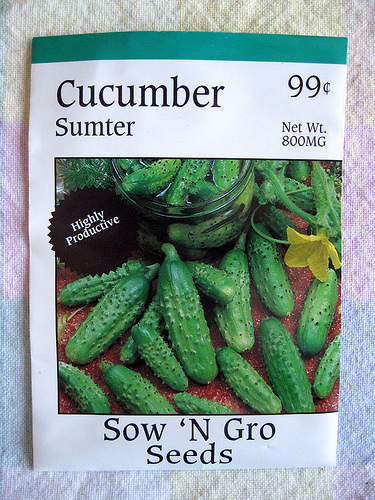 Cucumber
99¢
Sumter
Net Wt.
800MG
Highly
Productive
Sow 'N Gro
Seeds